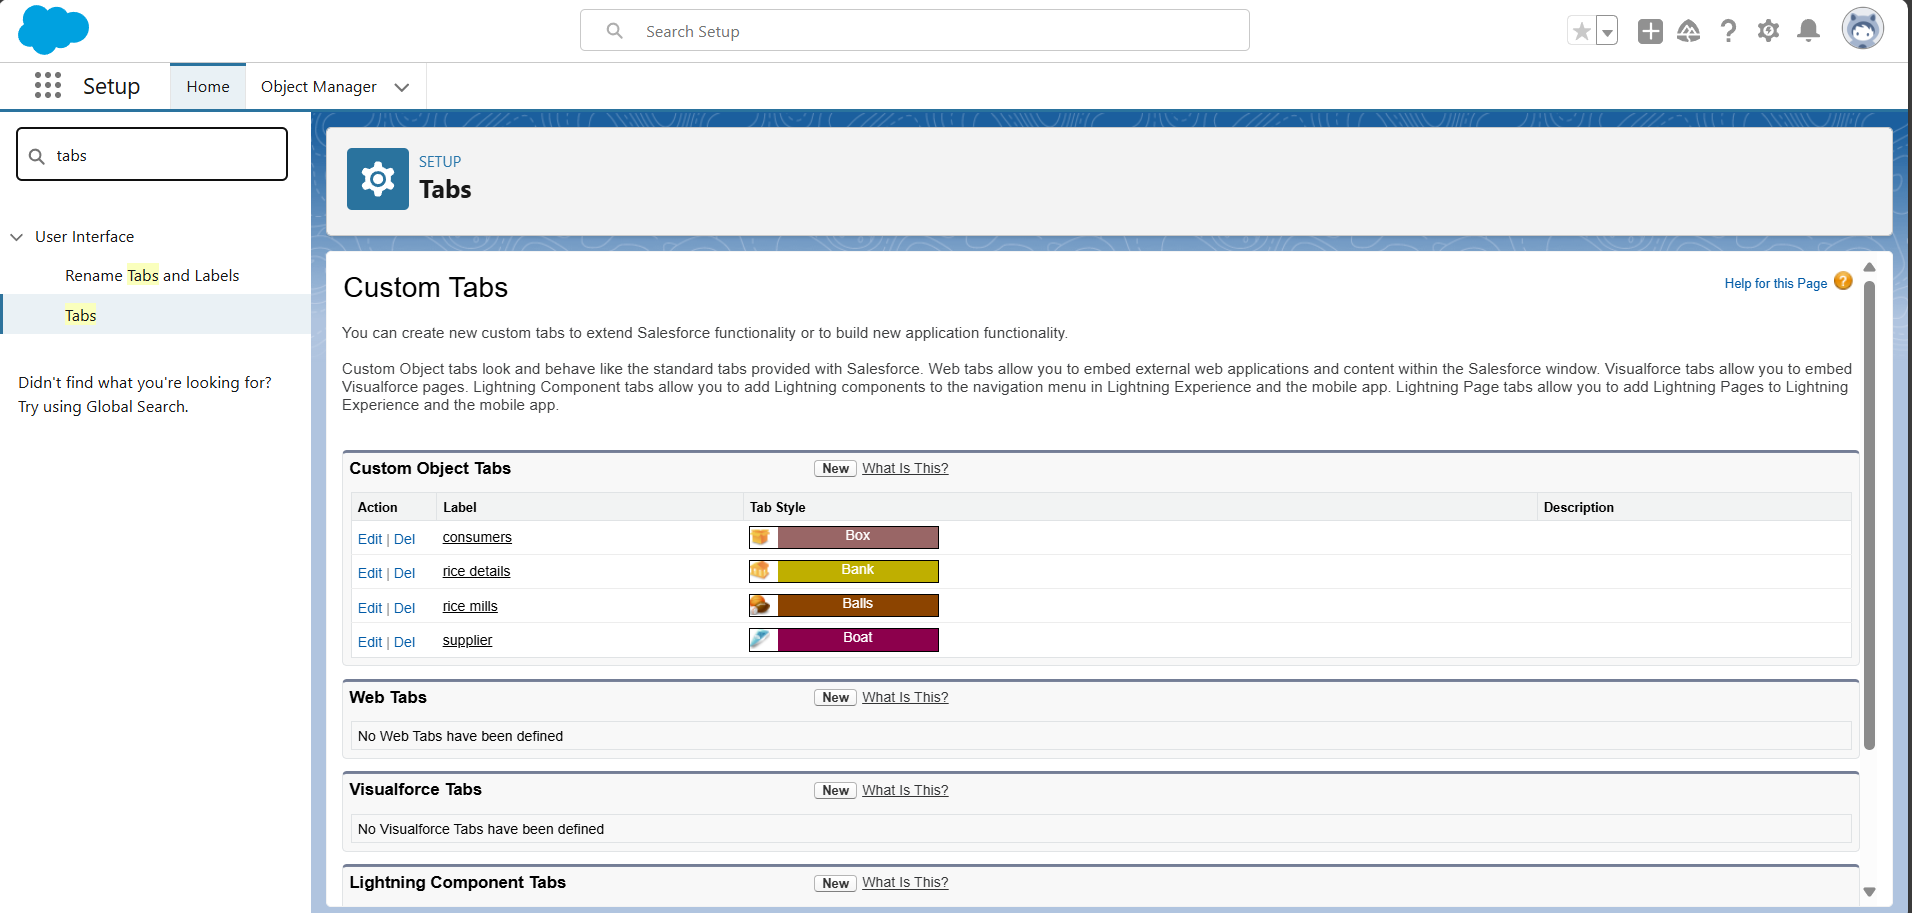 Search Setup
Setup
Home
Object Manager
tabs
User Interface
Rename Tabs and Labels
Tabs
Didn't find what you're looking for?
Try using Global Search.
SETUP
Tabs
Custom Tabs
Help for this Page
You can create new custom tabs to extend Salesforce functionality or to build new application functionality.
Custom Object tabs look and behave like the standard tabs provided with Salesforce. Web tabs allow you to embed external web applications and content within the Salesforce window. Visualforce tabs allow you to embed
Visualforce pages. Lightning Component tabs allow you to add Lightning components to the navigation menu in Lightning Experience and the mobile app. Lightning Page tabs allow you to add Lightning Pages to Lightning
Experience and the mobile app.
Custom Object Tabs New What Is This?
Action Label Tab Style Description
Edit | Del consumers Box
Edit | Del rice details Bank
Edit | Del rice mills Balls
Edit | Del supplier Boat
Web Tabs New What Is This?
No Web Tabs have been defined
Visualforce Tabs New What Is This?
No Visualforce Tabs have been defined
Lightning Component Tabs New What Is This?